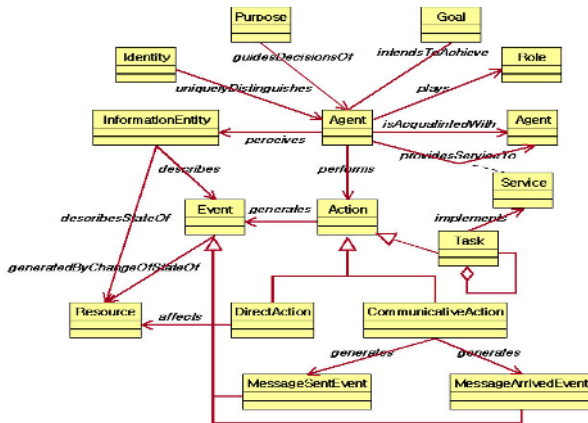 Purpose
Goal
guidesDecisionsOf
intendsToAchieve
Identity
Role
uniquelyDistinguishes
plays
InformationEntity
Agent
isAcquaintedWith
Agent
perceives
providesServiceTo
describes
performs
Service
describesStateOf
Event
generates
Action
implements
Task
generatedByChangeOfStateOf
Resource
affects
DirectAction
CommunicativeAction
generates
generates
MessageSentEvent
MessageArrivedEvent